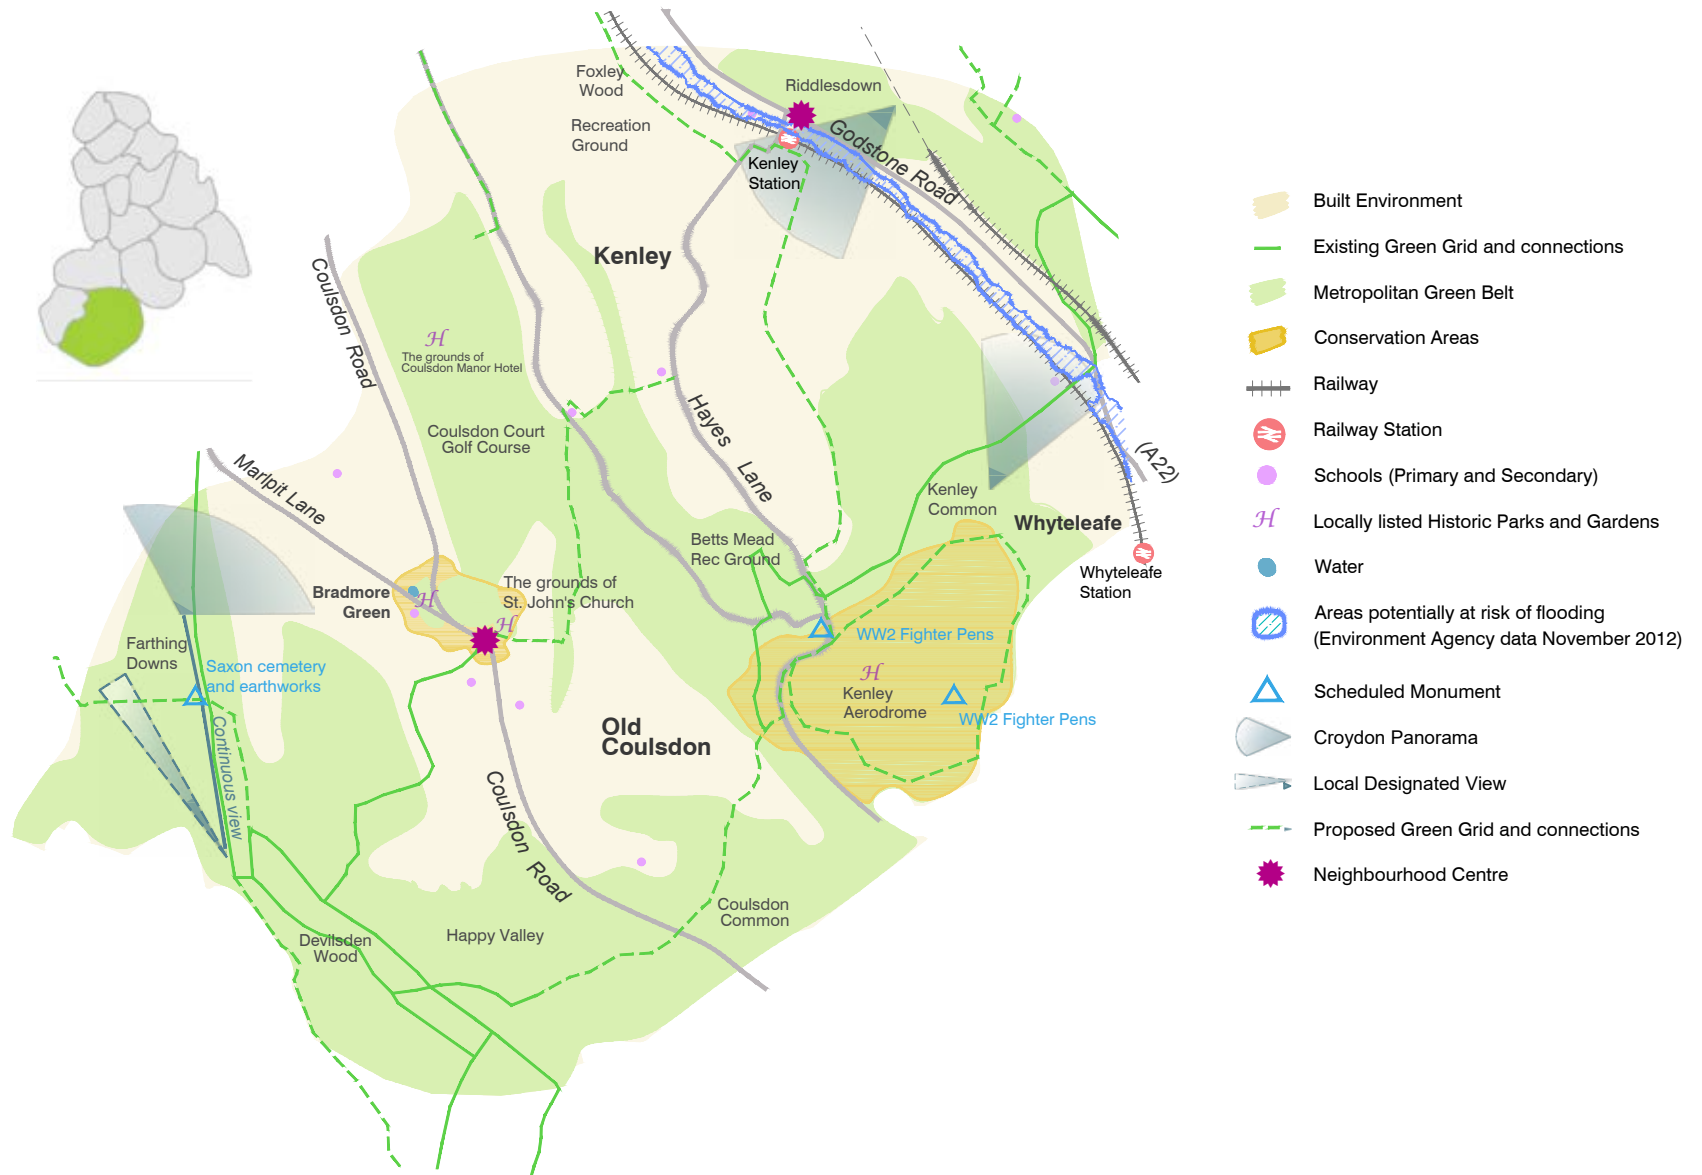 Foxley
Wood
Riddlesdown
Recreation
Ground
Godstone Road
Kenley
Station
Kenley
Coulsdon Road
H
The grounds of
Coulsdon Manor Hotel
Hayes Lane
Coulsdon Court
Golf Course
Marlpit Lane
(A22)
Kenley
Common
Whyteleafe
Betts Mead
Rec Ground
Whyteleafe
Station
Bradmore
Green
H
The grounds of
St. John's Church
H
WW2 Fighter Pens
Farthing
Downs
Saxon cemetery
and earthworks
H
Kenley
Aerodrome
WW2 Fighter Pens
Continuous view
Old
Coulsdon
Coulsdon Road
Coulsdon
Common
Happy Valley
Devilsden
Wood
Built Environment
Existing Green Grid and connections
Metropolitan Green Belt
Conservation Areas
Railway
Railway Station
Schools (Primary and Secondary)
H Locally listed Historic Parks and Gardens
Water
Areas potentially at risk of flooding
(Environment Agency data November 2012)
Scheduled Monument
Croydon Panorama
Local Designated View
Proposed Green Grid and connections
Neighbourhood Centre